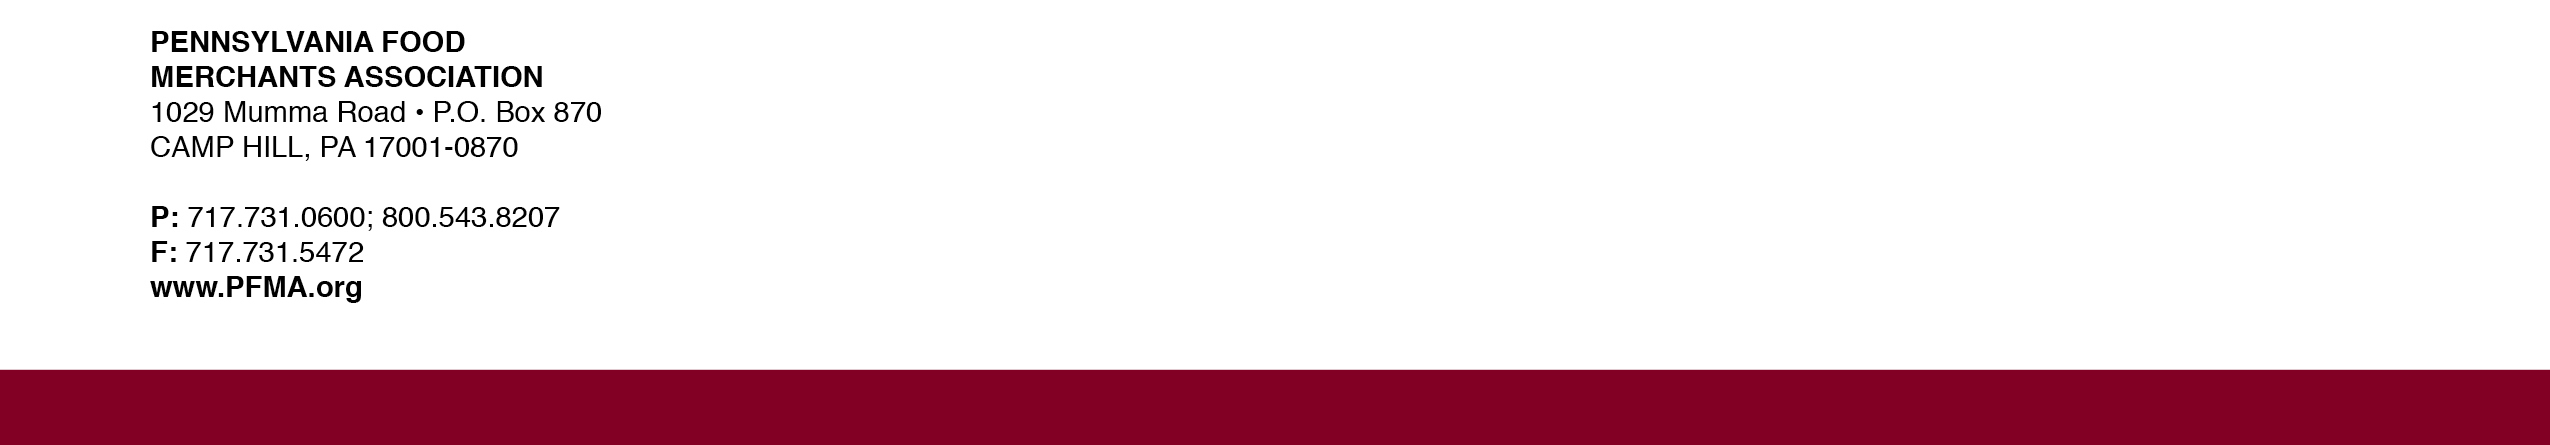 PENNSYLVANIA FOOD
MERCHANTS ASSOCIATION
1029 Mumma Road • P.O. Box 870
CAMP HILL, PA 17001-0870
P: 717.731.0600; 800.543.8207
F: 717.731.5472
www.PFMA.org